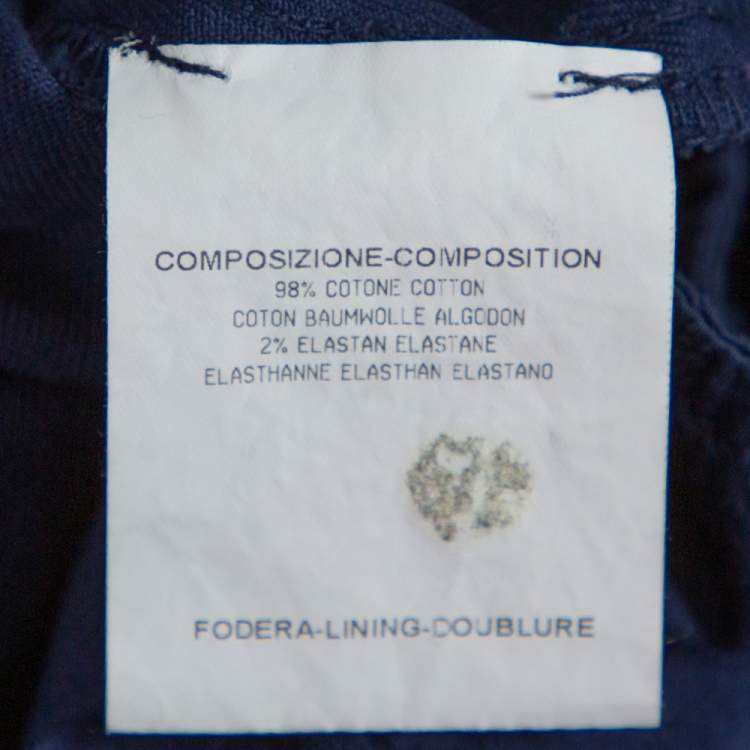 COMPOSIZIONE-COMPOSITION
98% COTONE COTTON
COTON BAUMWOLLE ALGODON
2% ELASTAN ELASTANE
ELASTHANNE ELASTHAN ELASTANO
FODERA-LINING-DOUBLURE